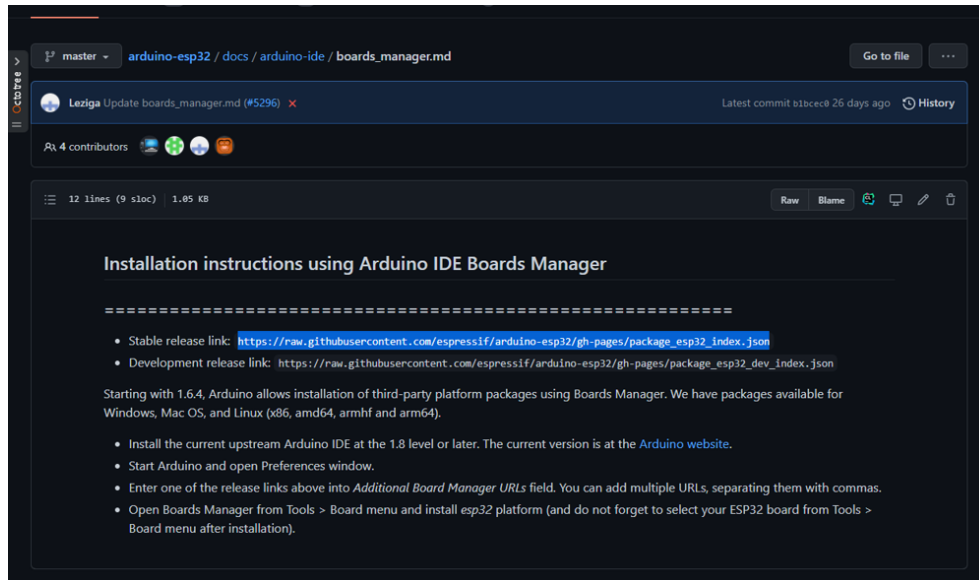 master
arduino-esp32 / docs / arduino-ide / boards_manager.md
Go to file
...
Octotree
Leziga Update boards_manager.md (#5296)
Latest commit b1bcec0 26 days ago
History
4 contributors
12 lines (9 sloc) 1.05 KB
Raw
Blame
Installation instructions using Arduino IDE Boards Manager
==========================================================
• Stable release link: https://raw.githubusercontent.com/espressif/arduino-esp32/gh-pages/package_esp32_index.json
• Development release link: https://raw.githubusercontent.com/espressif/arduino-esp32/gh-pages/package_esp32_dev_index.json
Starting with 1.6.4, Arduino allows installation of third-party platform packages using Boards Manager. We have packages available for
Windows, Mac OS, and Linux (x86, amd64, armhf and arm64).
• Install the current upstream Arduino IDE at the 1.8 level or later. The current version is at the Arduino website.
• Start Arduino and open Preferences window.
• Enter one of the release links above into Additional Board Manager URLs field. You can add multiple URLs, separating them with commas.
• Open Boards Manager from Tools > Board menu and install esp32 platform (and do not forget to select your ESP32 board from Tools >
Board menu after installation).